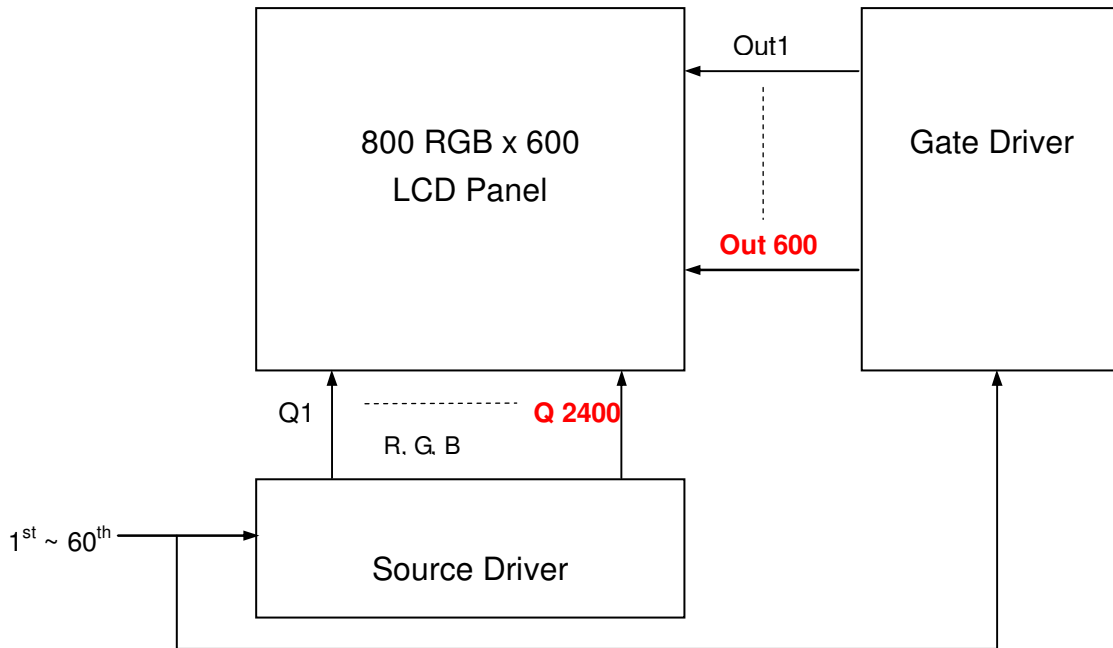 Out1
800 RGB x 600
LCD Panel
Gate Driver
Out 600
Q1
Q 2400
R, G, B
1st ~ 60th
Source Driver